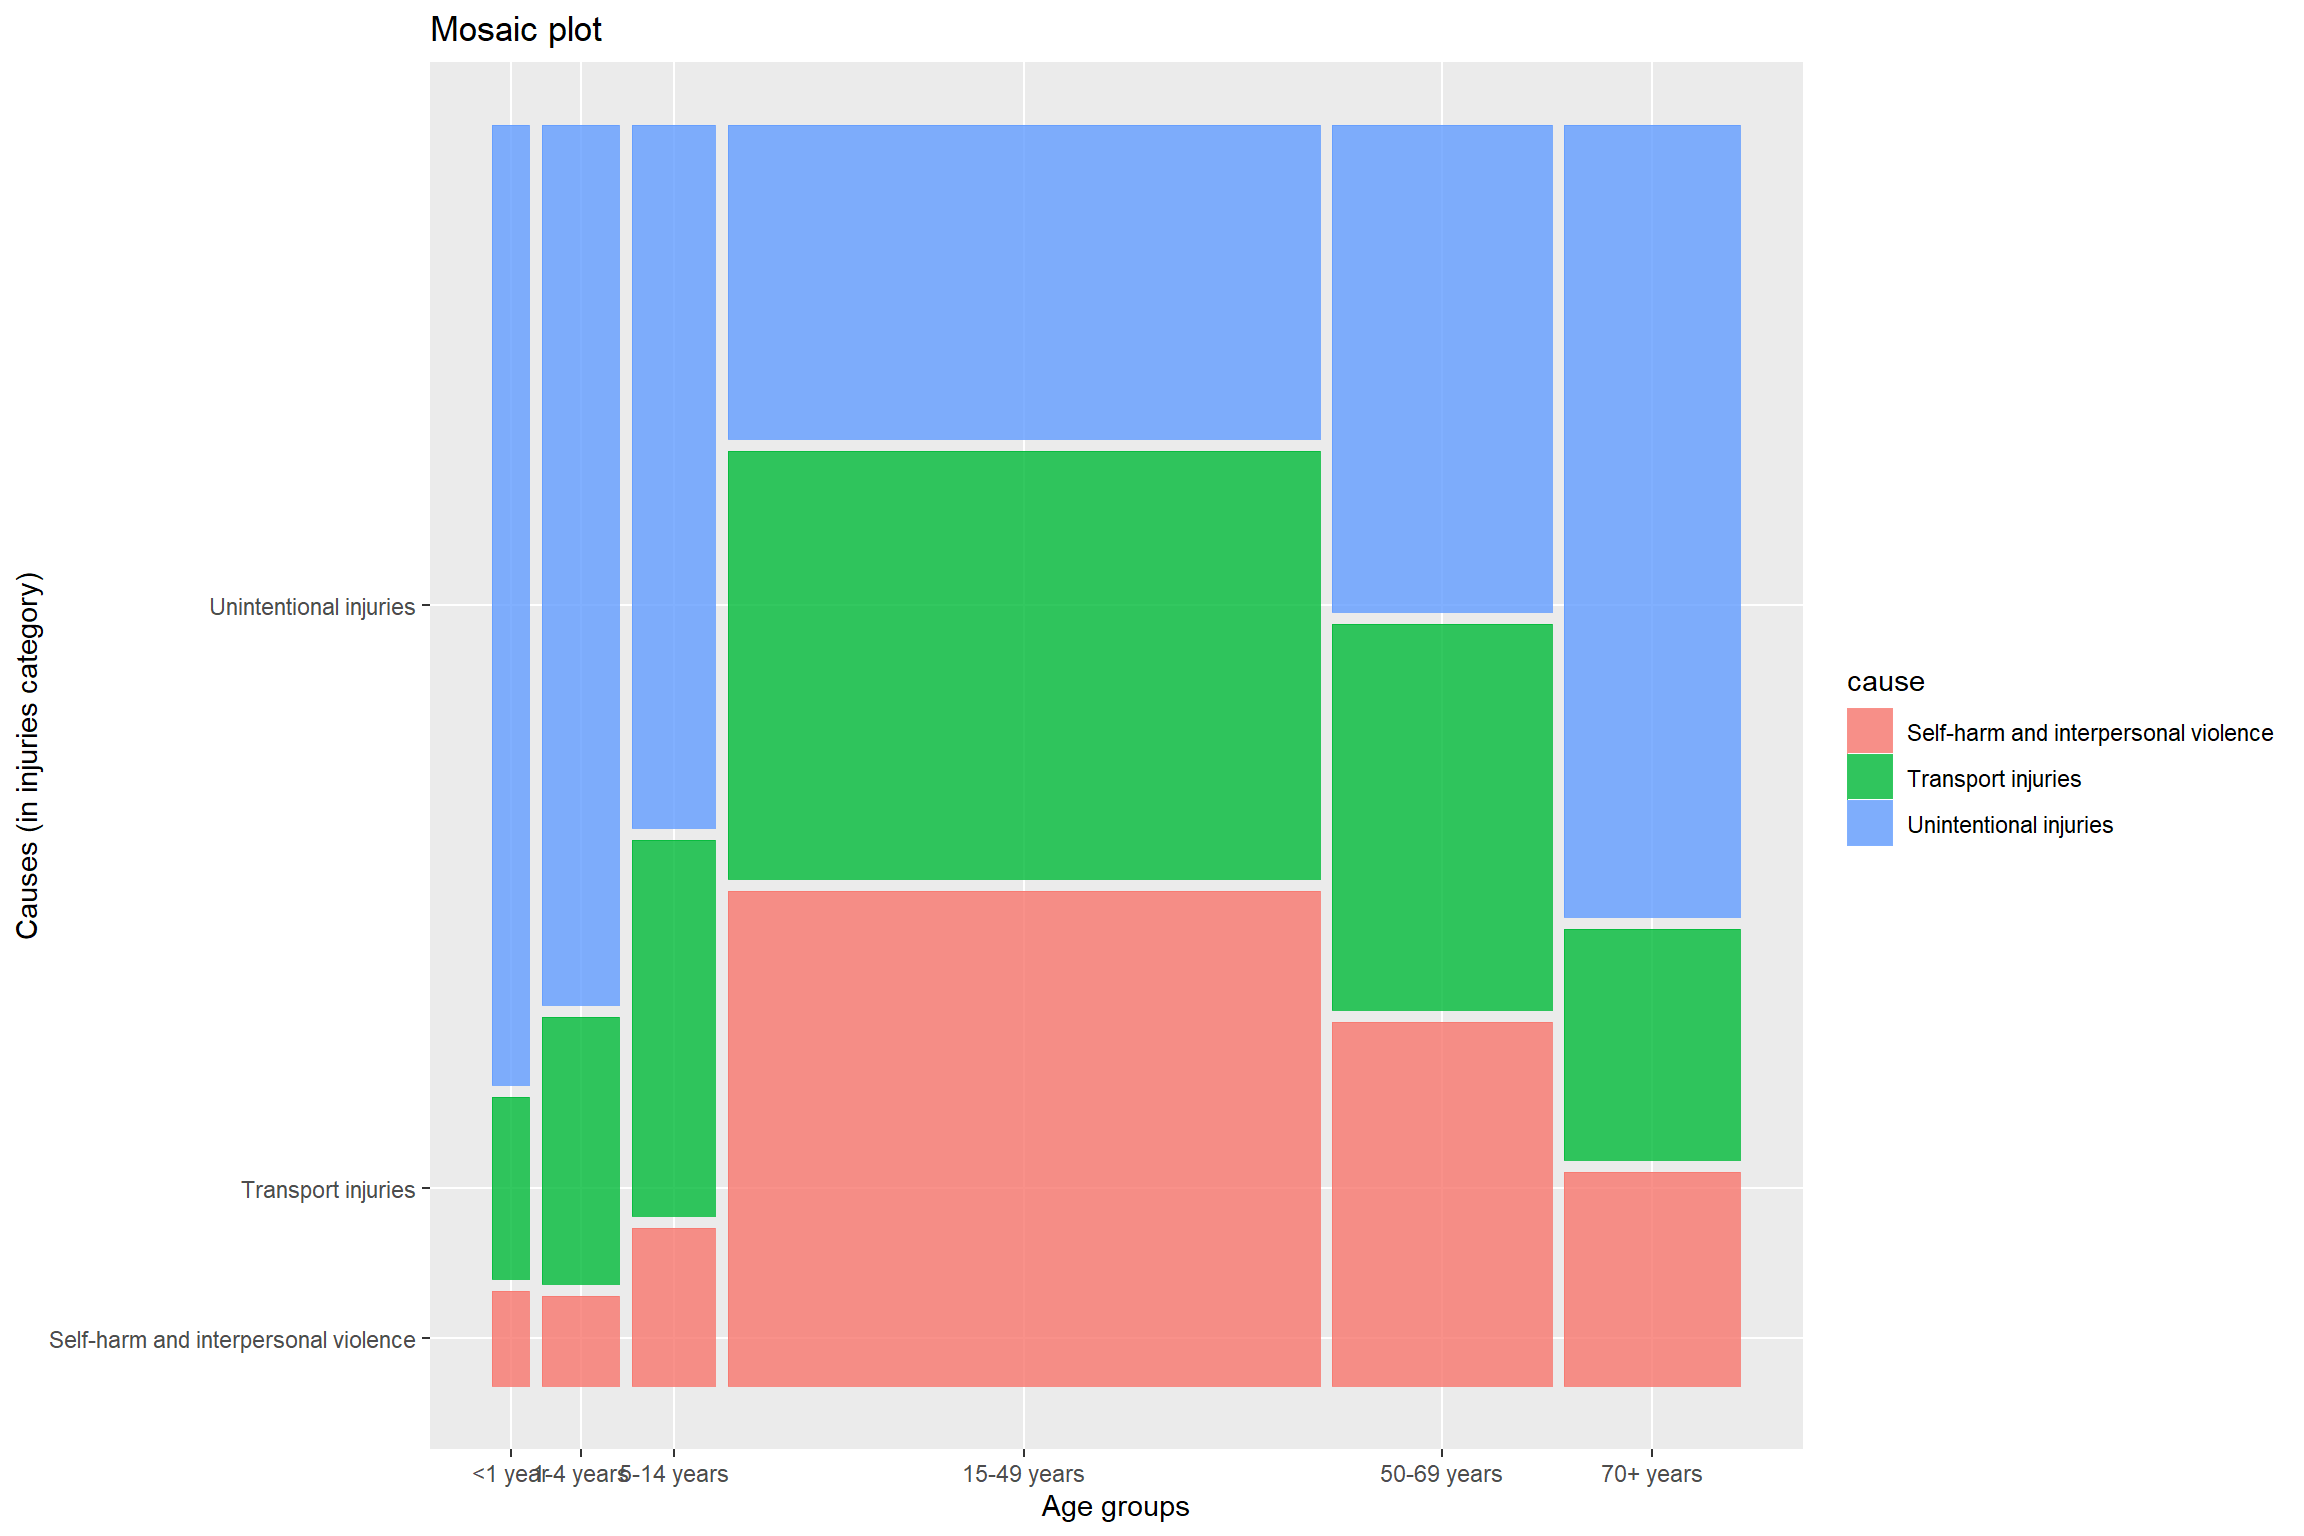 Mosaic plot
Causes (in injuries category)
Unintentional injuries
Transport injuries
Self-harm and interpersonal violence
<1 year
1-4 years
5-14 years
15-49 years
50-69 years
70+ years
Age groups
cause
Self-harm and interpersonal violence
Transport injuries
Unintentional injuries